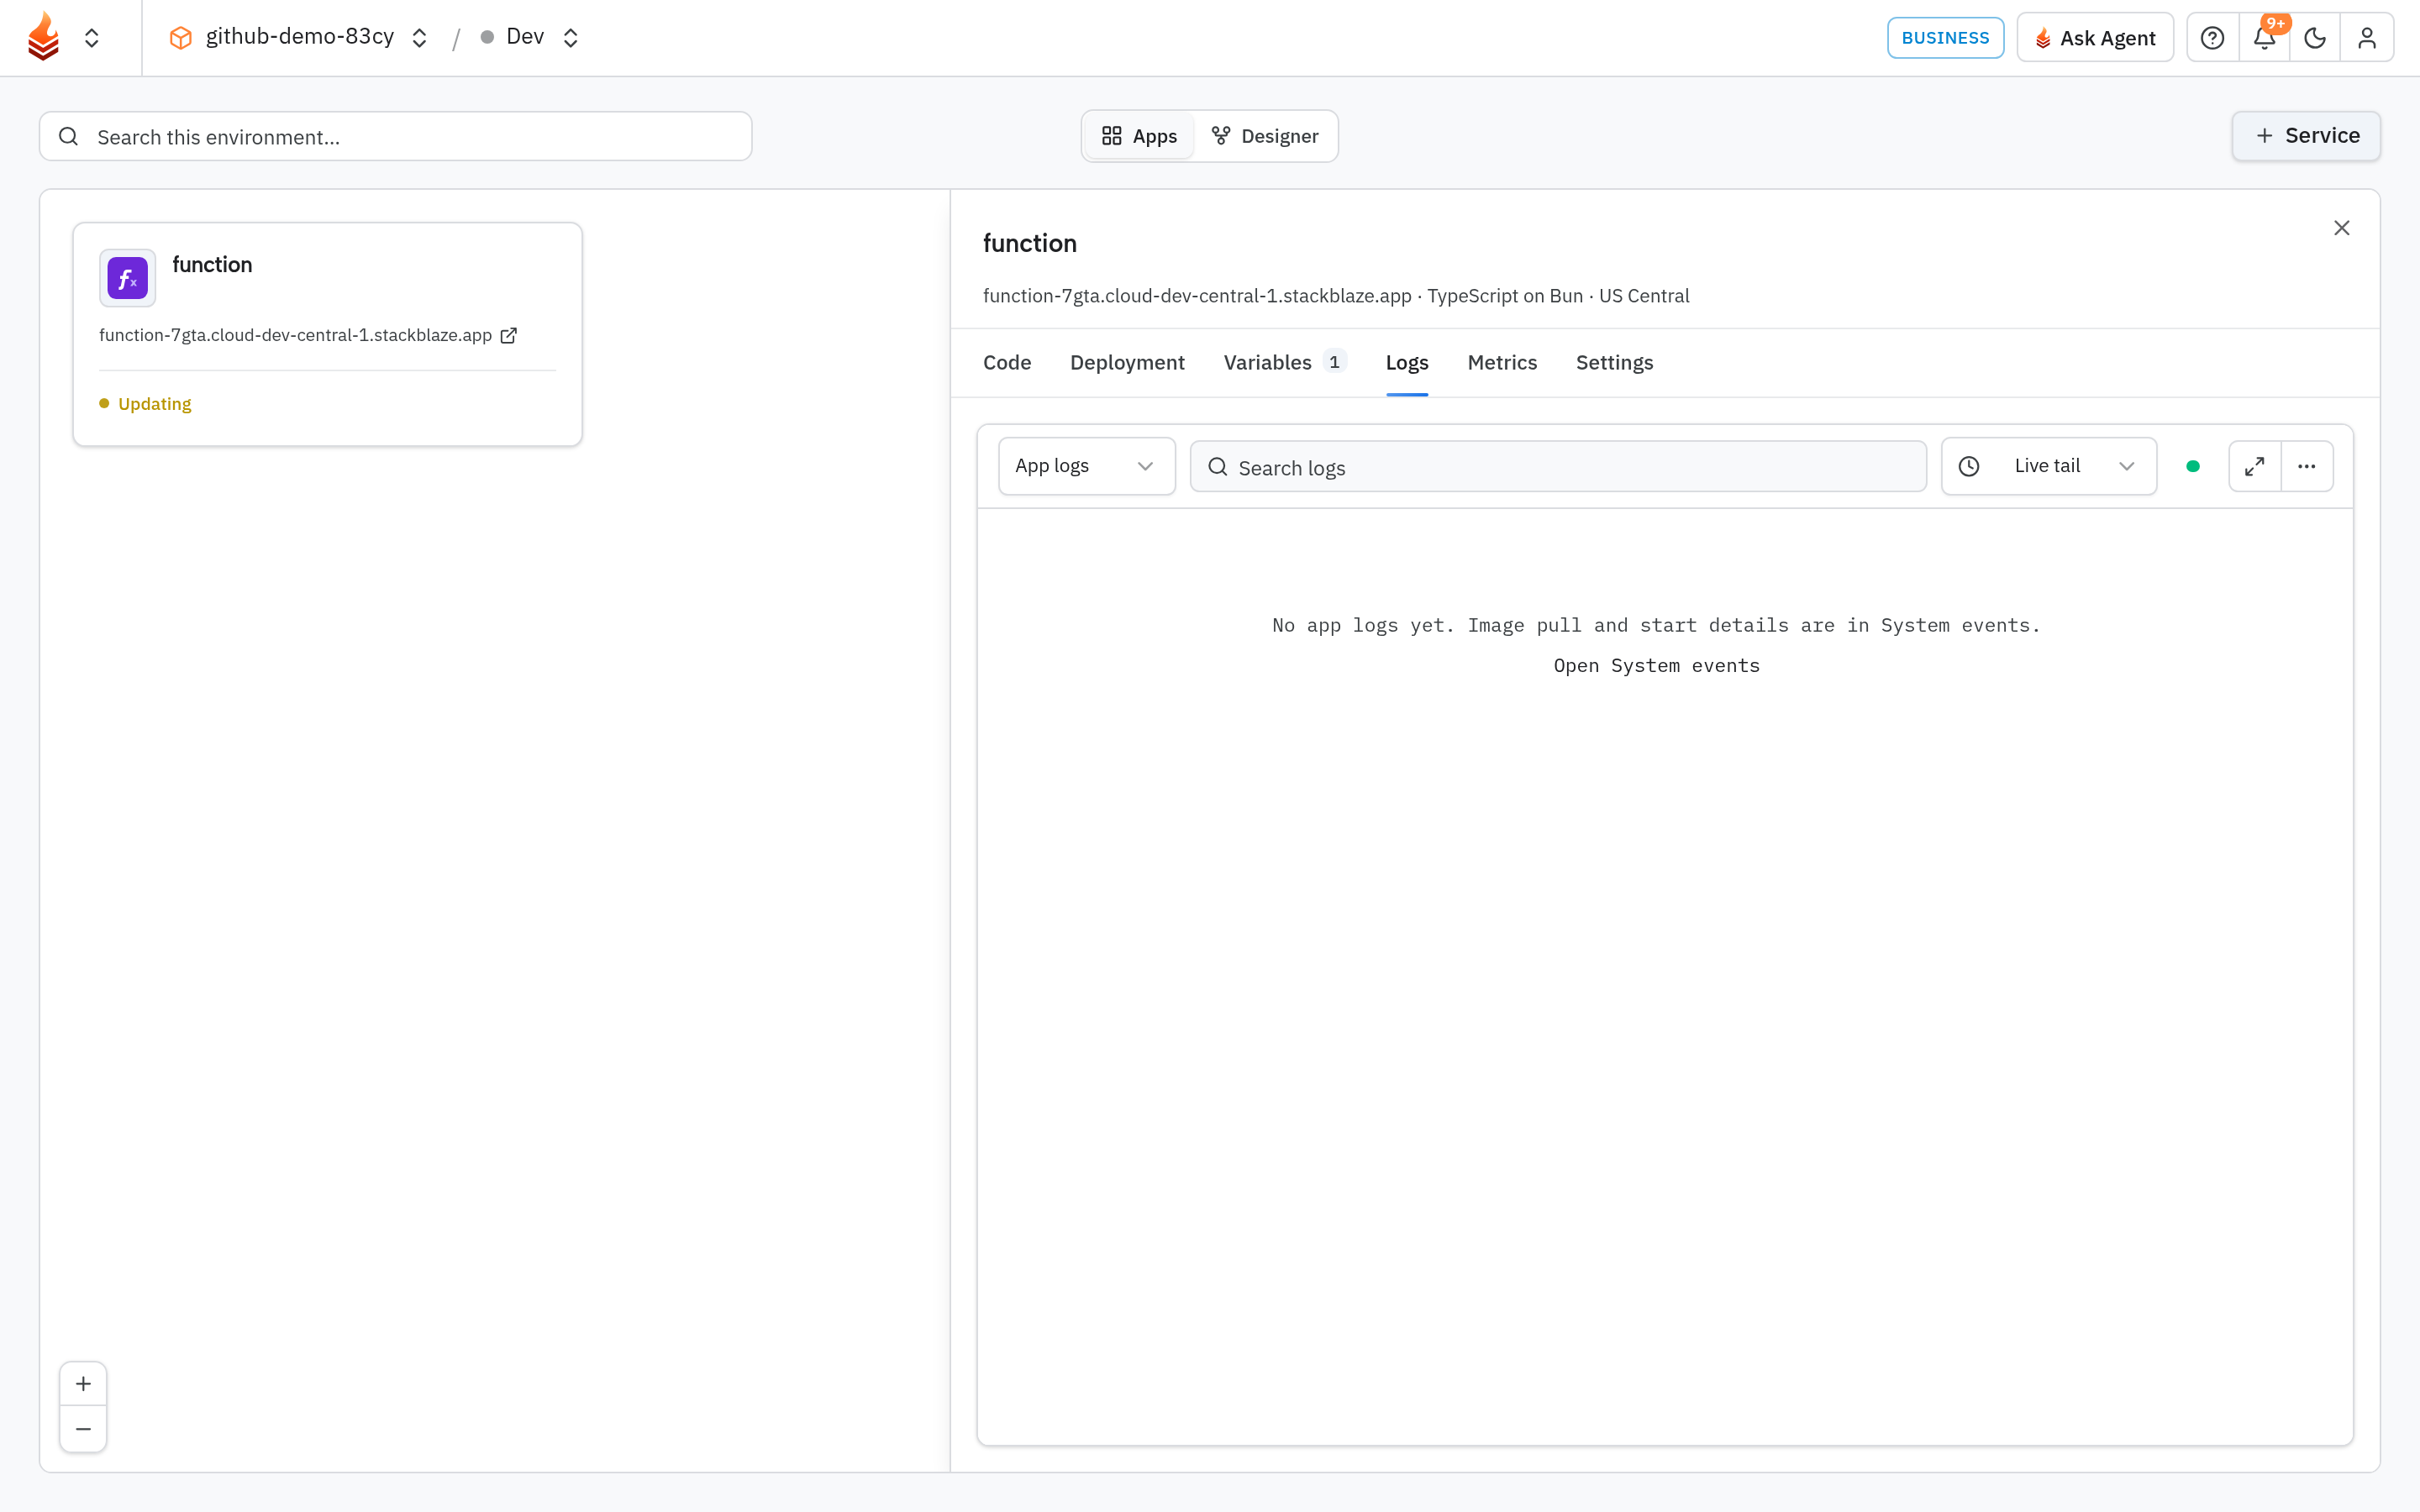 github-demo-83cy / Dev
BUSINESS
Ask Agent
9+
Search this environment...
Apps
Designer
+ Service
function
function-7gta.cloud-dev-central-1.stackblaze.app
Updating
function
function-7gta.cloud-dev-central-1.stackblaze.app · TypeScript on Bun · US Central
Code Deployment Variables 1 Logs Metrics Settings
App logs
Search logs
Live tail
No app logs yet. Image pull and start details are in System events.
Open System events